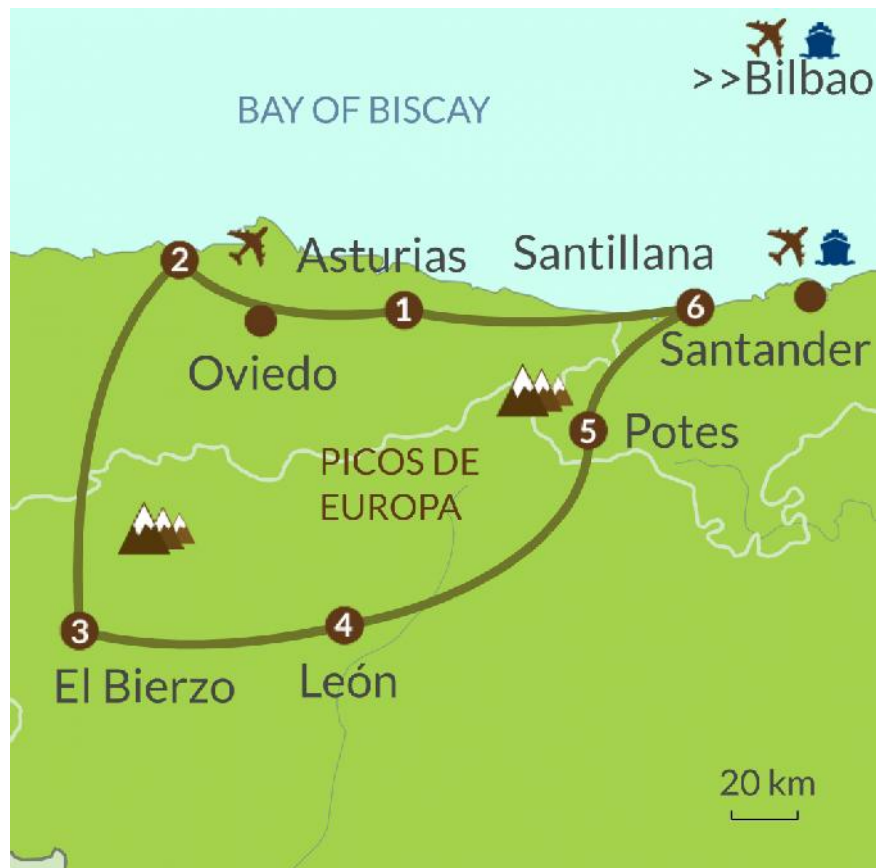 >>Bilbao
BAY OF BISCAY
2
Asturias
Santillana
1
6
Oviedo
Santander
5
Potes
PICOS DE
EUROPA
3
4
El Bierzo
León
20 km